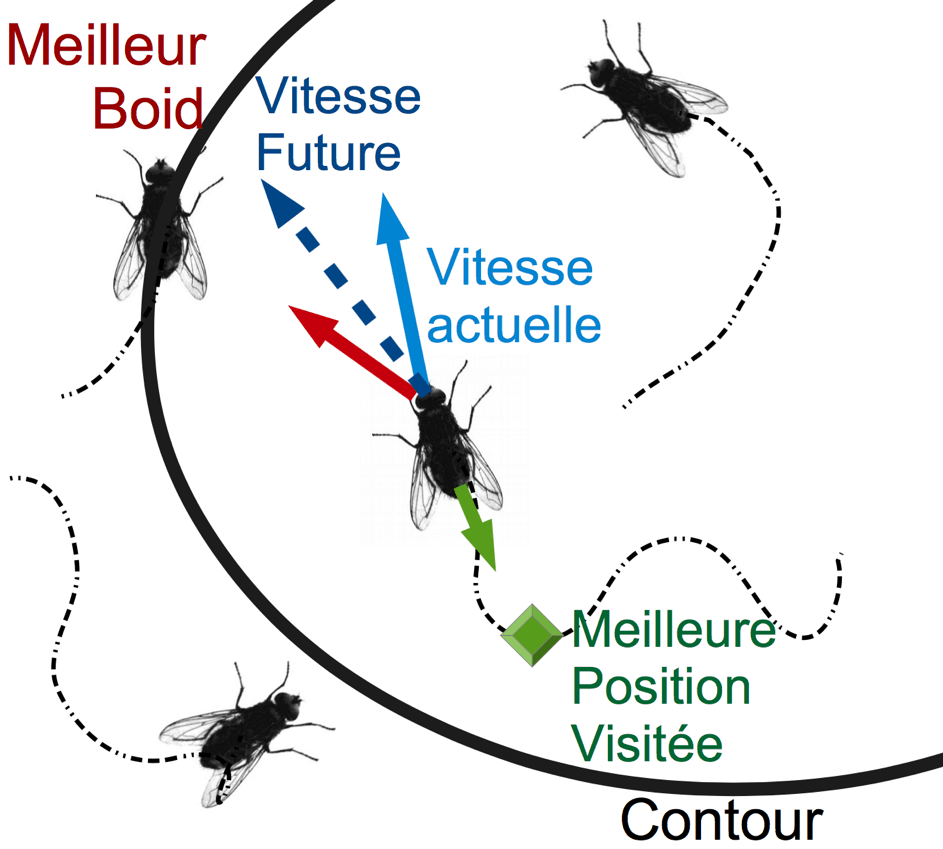 Meilleur
Boid
Vitesse
Future
Vitesse
actuelle
Meilleure
Position
Visitée
Contour